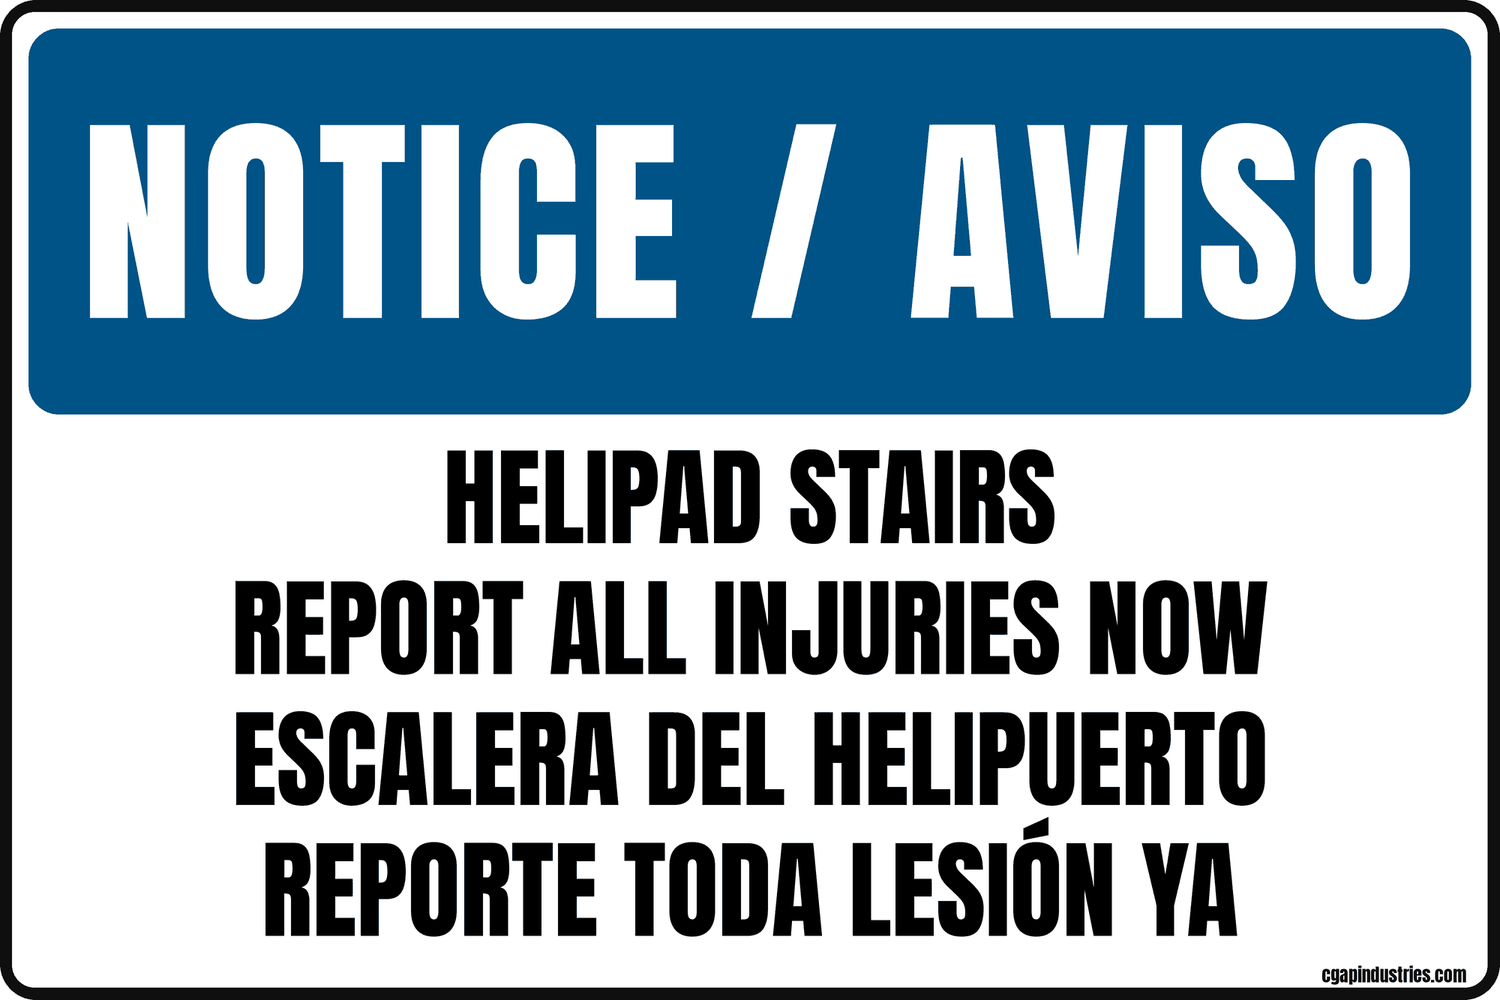 NOTICE / AVISO
HELIPAD STAIRS
REPORT ALL INJURIES NOW
ESCALERA DEL HELIPUERTO
REPORTE TODA LESIÓN YA
cgapindustries.com